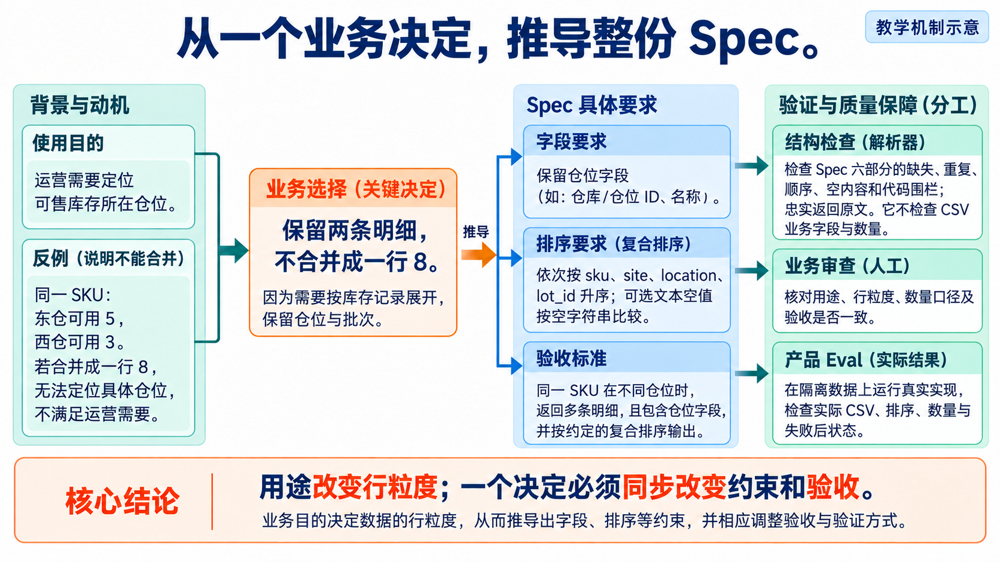 从一个业务决定，推导整份 Spec。
教学机制示意
背景与动机
使用目的
运营需要定位
可售库存所在仓位。
反例（说明不能合并）
同一 SKU：
东仓可用 5，
西仓可用 3。
若合并成一行 8，
无法定位具体仓位，
不满足运营需要。
业务选择（关键决定）
保留两条明细，
不合并成一行 8。
因为需要按库存记录展开，
保留仓位与批次。
推导
Spec 具体要求
字段要求
保留仓位字段
（如：仓库/仓位 ID、名称）。
排序要求（复合排序）
依次按 sku、site、location、
lot_id 升序；可选文本空值
按空字符串比较。
验收标准
同一 SKU 在不同仓位时，
返回多条明细，且包含仓位字段，
并按约定的复合排序输出。
验证与质量保障（分工）
结构检查（解析器）
检查 Spec 六部分的缺失、重复、
顺序、空内容和代码围栏；
忠实返回原文。它不检查 CSV
业务字段与数量。
业务审查（人工）
核对用途、行粒度、数量口径及
验收是否一致。
产品 Eval（实际结果）
在隔离数据上运行真实实现，
检查实际 CSV、排序、数量与
失败后状态。
核心结论
用途改变行粒度；一个决定必须同步改变约束和验收。
业务目的决定数据的行粒度，从而推导出字段、排序等约束，并相应调整验收与验证方式。